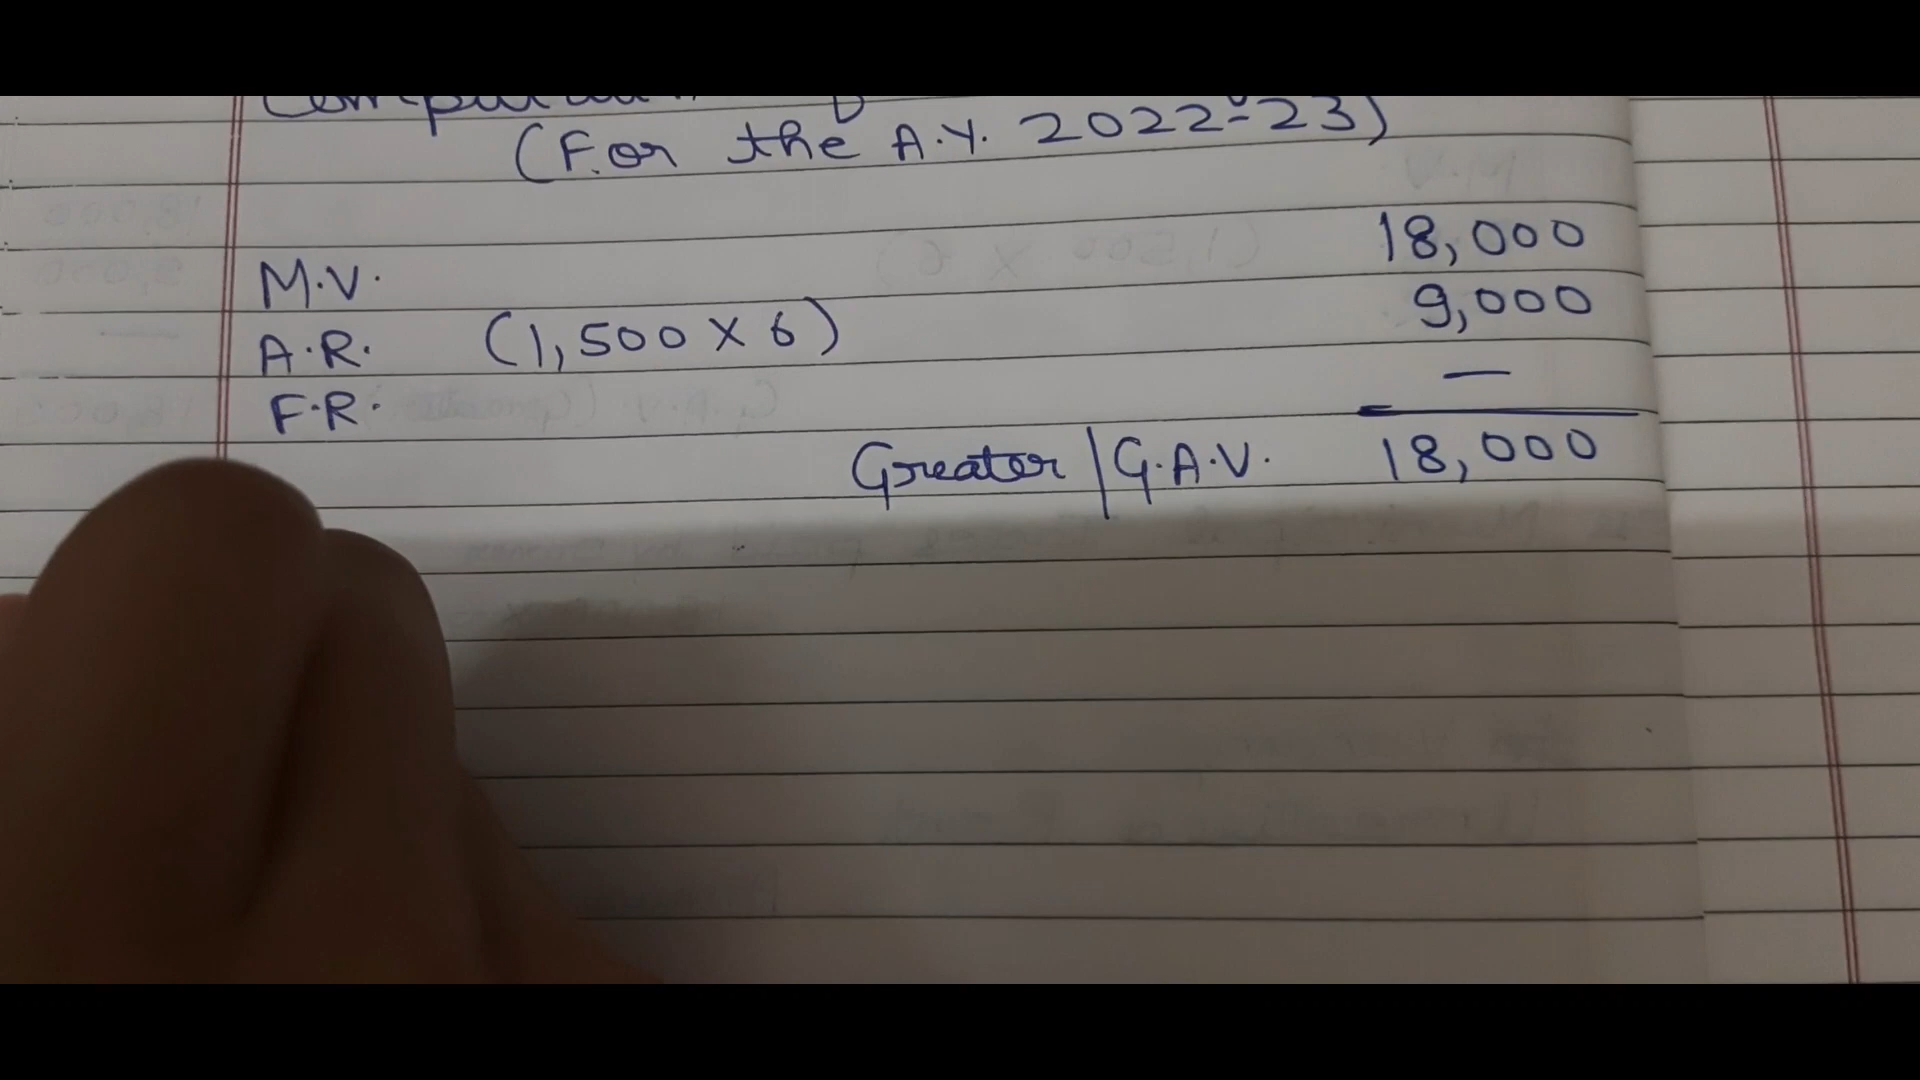 (For the A.Y. 2022-23)
M.V. 18,000
A.R. (1,500 X 6) 9,000
F.R. —
Greater | G.A.V. 18,000